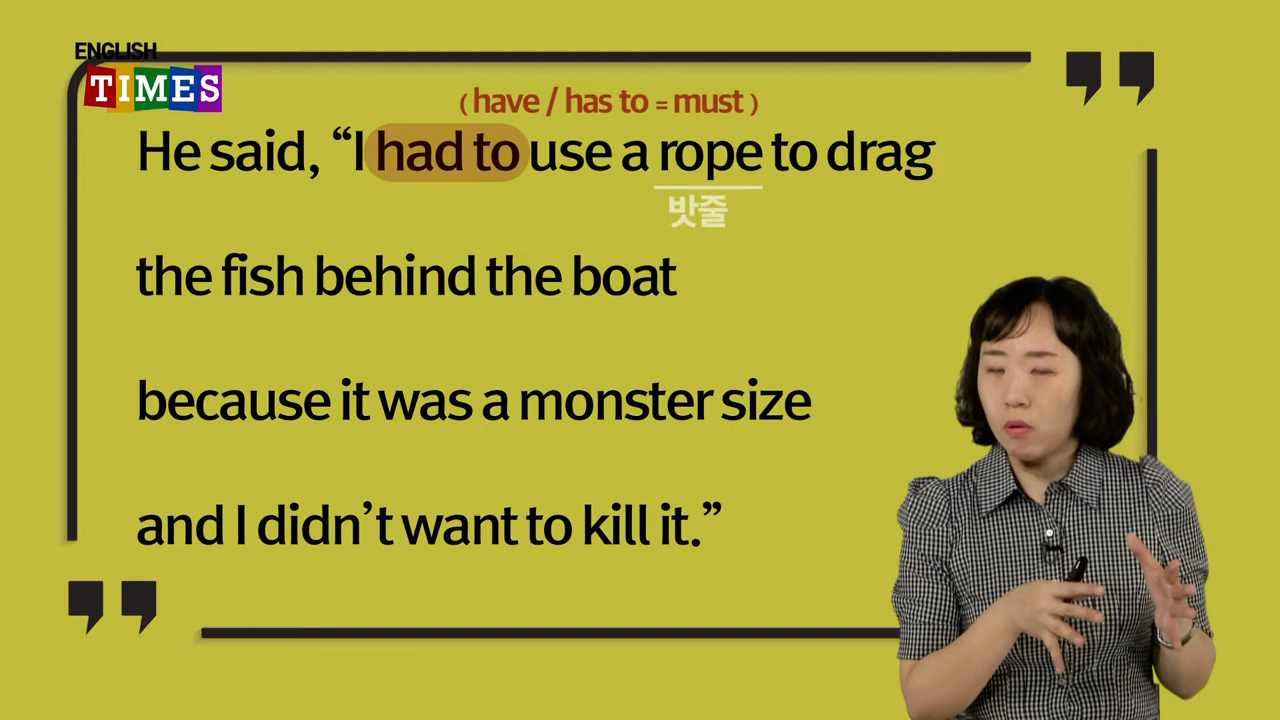 ENGLISH
TIMES
( have / has to = must )
He said, “I had to use a rope to drag
밧줄
the fish behind the boat
because it was a monster size
and I didn’t want to kill it.”